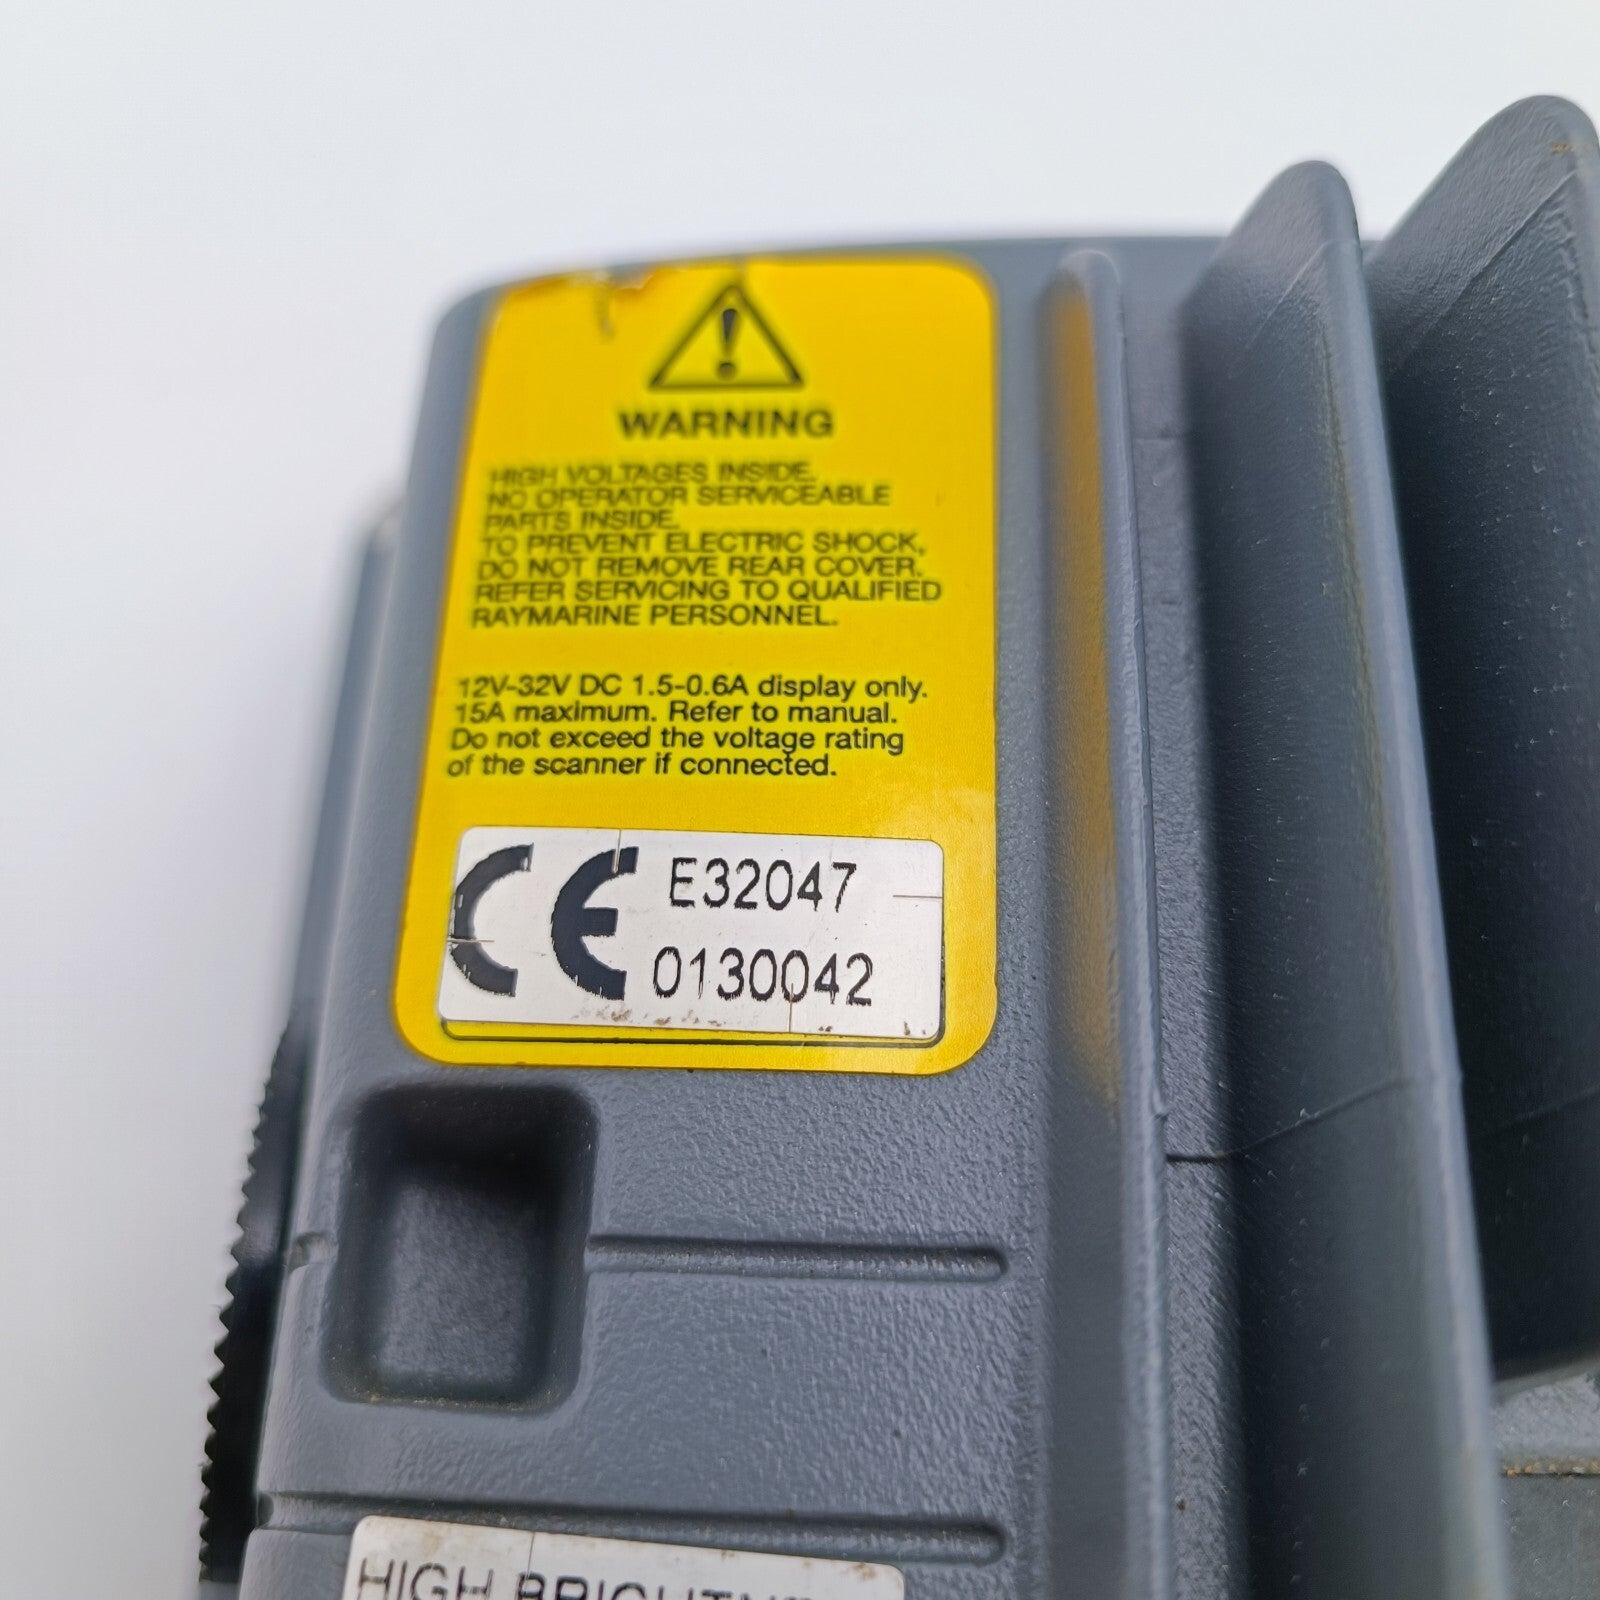 WARNING
HIGH VOLTAGES INSIDE.
NO OPERATOR SERVICEABLE
PARTS INSIDE.
TO PREVENT ELECTRIC SHOCK,
DO NOT REMOVE REAR COVER.
REFER SERVICING TO QUALIFIED
RAYMARINE PERSONNEL.
12V-32V DC 1.5-0.6A display only.
15A maximum. Refer to manual.
Do not exceed the voltage rating
of the scanner if connected.
CE E32047
0130042
HIGH